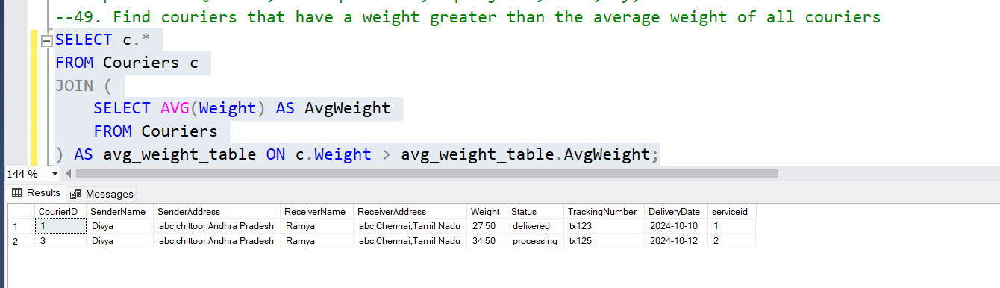 --49. Find couriers that have a weight greater than the average weight of all couriers
SELECT c.*
FROM Couriers c
JOIN (
SELECT AVG(Weight) AS AvgWeight
FROM Couriers
) AS avg_weight_table ON c.Weight > avg_weight_table.AvgWeight;
144 %
Results Messages
CourierID SenderName SenderAddress ReceiverName ReceiverAddress Weight Status TrackingNumber DeliveryDate serviceid
1 1 Divya abc,chittoor,Andhra Pradesh Ramya abc,Chennai,Tamil Nadu 27.50 delivered tx123 2024-10-10 1
2 3 Divya abc,chittoor,Andhra Pradesh Ramya abc,Chennai,Tamil Nadu 34.50 processing tx125 2024-10-12 2